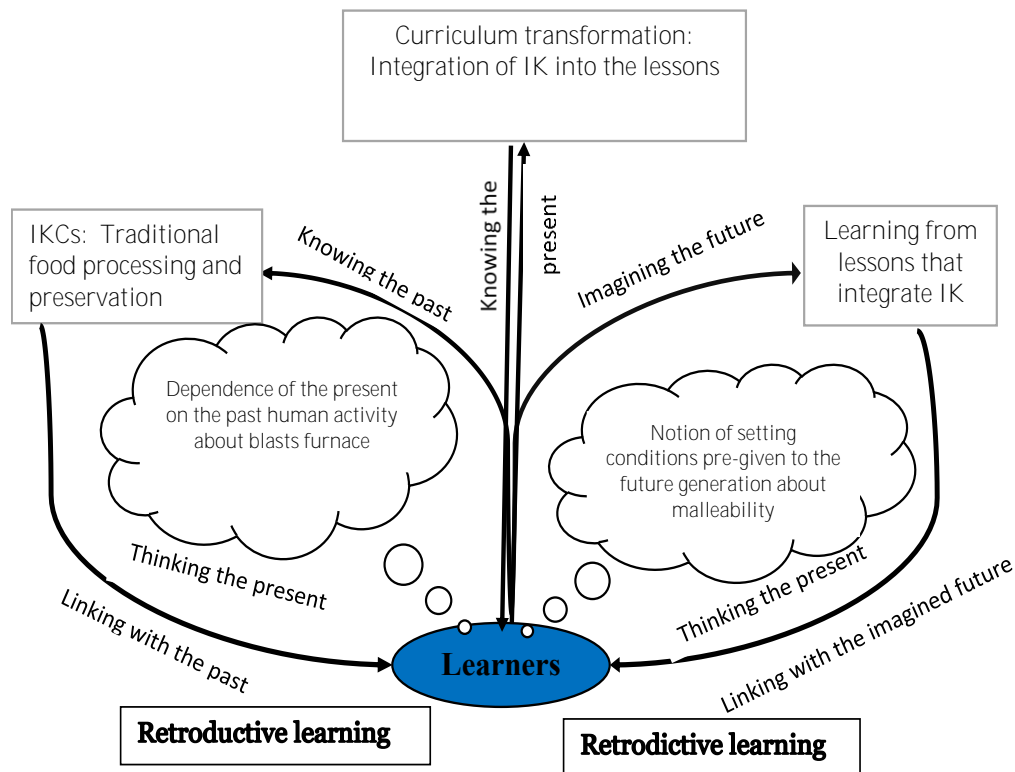 Curriculum transformation:
Integration of IK into the lessons
IKCs: Traditional
food processing and
preservation
Knowing the past
Knowing the
present
Imagining the future
Learning from
lessons that
integrate IK
Dependence of the present
on the past human activity
about blasts furnace
Notion of setting
conditions pre-given to the
future generation about
malleability
Thinking the present
Linking with the past
Thinking the present
Linking with the imagined future
Learners
Retroductive learning
Retrodictive learning